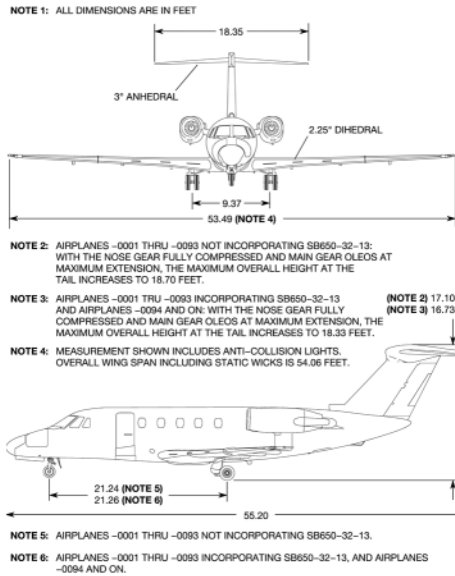 NOTE 1: ALL DIMENSIONS ARE IN FEET
18.35
3° ANHEDRAL
2.25° DIHEDRAL
9.37
53.49 (NOTE 4)
NOTE 2: AIRPLANES -0001 THRU -0093 NOT INCORPORATING SB650-32-13:
WITH THE NOSE GEAR FULLY COMPRESSED AND MAIN GEAR OLEOS AT
MAXIMUM EXTENSION, THE MAXIMUM OVERALL HEIGHT AT THE
TAIL INCREASES TO 18.70 FEET.
NOTE 3: AIRPLANES -0001 TRU -0093 INCORPORATING SB650-32-13
AND AIRPLANES -0094 AND ON: WITH THE NOSE GEAR FULLY
COMPRESSED AND MAIN GEAR OLEOS AT MAXIMUM EXTENSION, THE
MAXIMUM OVERALL HEIGHT AT THE TAIL INCREASES TO 18.33 FEET.
(NOTE 2) 17.10
(NOTE 3) 16.73
NOTE 4: MEASUREMENT SHOWN INCLUDES ANTI-COLLISION LIGHTS.
OVERALL WING SPAN INCLUDING STATIC WICKS IS 54.06 FEET.
21.24 (NOTE 5)
21.26 (NOTE 6)
55.20
NOTE 5: AIRPLANES -0001 THRU -0093 NOT INCORPORATING SB650-32-13.
NOTE 6: AIRPLANES -0001 THRU -0093 INCORPORATING SB650-32-13, AND AIRPLANES
-0094 AND ON.